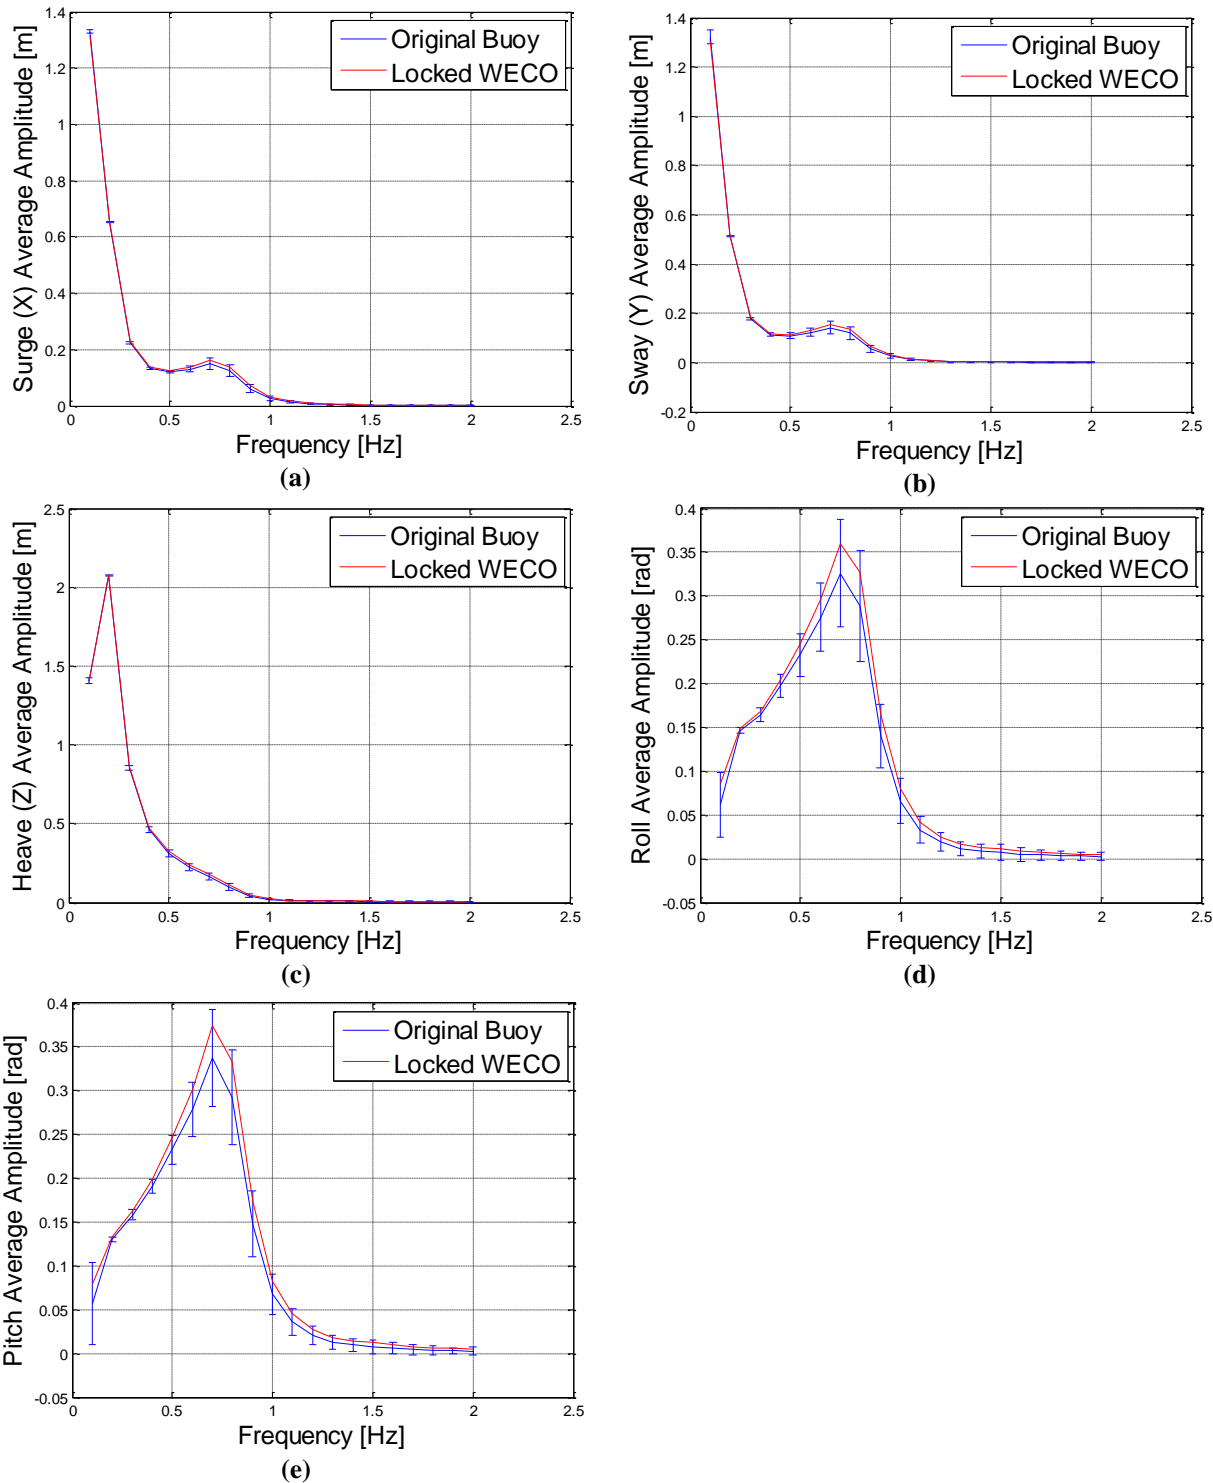 1.4
1.2
1
0.8
0.6
0.4
0.2
0
Surge (X) Average Amplitude [m]
Original Buoy
Locked WECO
0 0.5 1 1.5 2 2.5
Frequency [Hz]
(a)
1.4
1.2
1
0.8
0.6
0.4
0.2
0
-0.2
Sway (Y) Average Amplitude [m]
Original Buoy
Locked WECO
0 0.5 1 1.5 2 2.5
Frequency [Hz]
(b)
2.5
2
1.5
1
0.5
0
Heave (Z) Average Amplitude [m]
Original Buoy
Locked WECO
0 0.5 1 1.5 2 2.5
Frequency [Hz]
(c)
0.4
0.35
0.3
0.25
0.2
0.15
0.1
0.05
0
-0.05
Roll Average Amplitude [rad]
Original Buoy
Locked WECO
0 0.5 1 1.5 2 2.5
Frequency [Hz]
(d)
0.4
0.35
0.3
0.25
0.2
0.15
0.1
0.05
0
-0.05
Pitch Average Amplitude [rad]
Original Buoy
Locked WECO
0 0.5 1 1.5 2 2.5
Frequency [Hz]
(e)